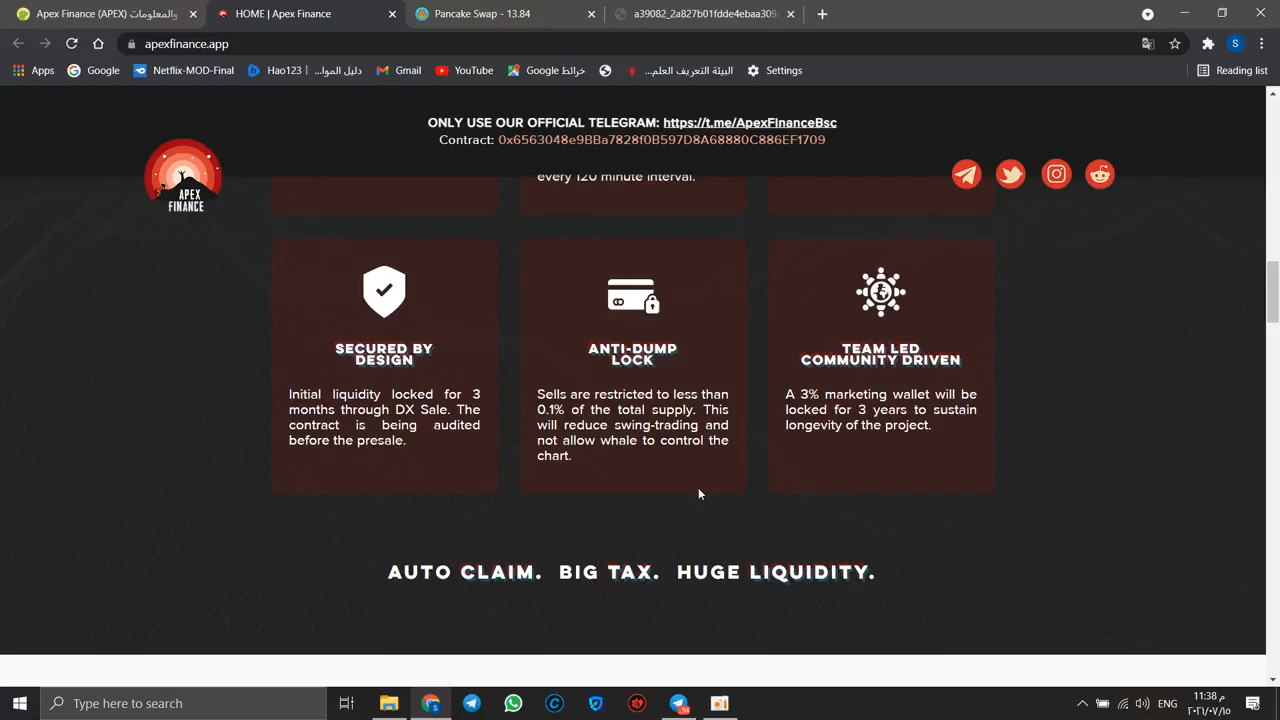 Apex Finance (APEX) والمعلومات
HOME | Apex Finance
Pancake Swap - 13.84
a39082_2a827b01fdde4ebaa309
apexfinance.app
S
Apps
Google
Netflix-MOD-Final
Hao123 | دليل الموا...
Gmail
YouTube
خرائط Google
البيئة التعريف العلم...
Settings
Reading list
ONLY USE OUR OFFICIAL TELEGRAM: https://t.me/ApexFinanceBsc
Contract: 0x6563048e9BBa7828f0B597D8A68880C886EF1709
APEX
FINANCE
every 120 minute interval.
SECURED BY
DESIGN
Initial liquidity locked for 3
months through DX Sale. The
contract is being audited
before the presale.
ANTI-DUMP
LOCK
Sells are restricted to less than
0.1% of the total supply. This
will reduce swing-trading and
not allow whale to control the
chart.
TEAM LED
COMMUNITY DRIVEN
A 3% marketing wallet will be
locked for 3 years to sustain
longevity of the project.
AUTO CLAIM. BIG TAX. HUGE LIQUIDITY.
Type here to search
ENG
11:38 م